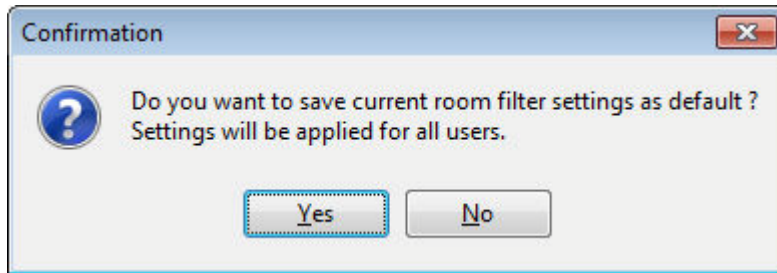 Confirmation
Do you want to save current room filter settings as default ?
Settings will be applied for all users.
Yes
No